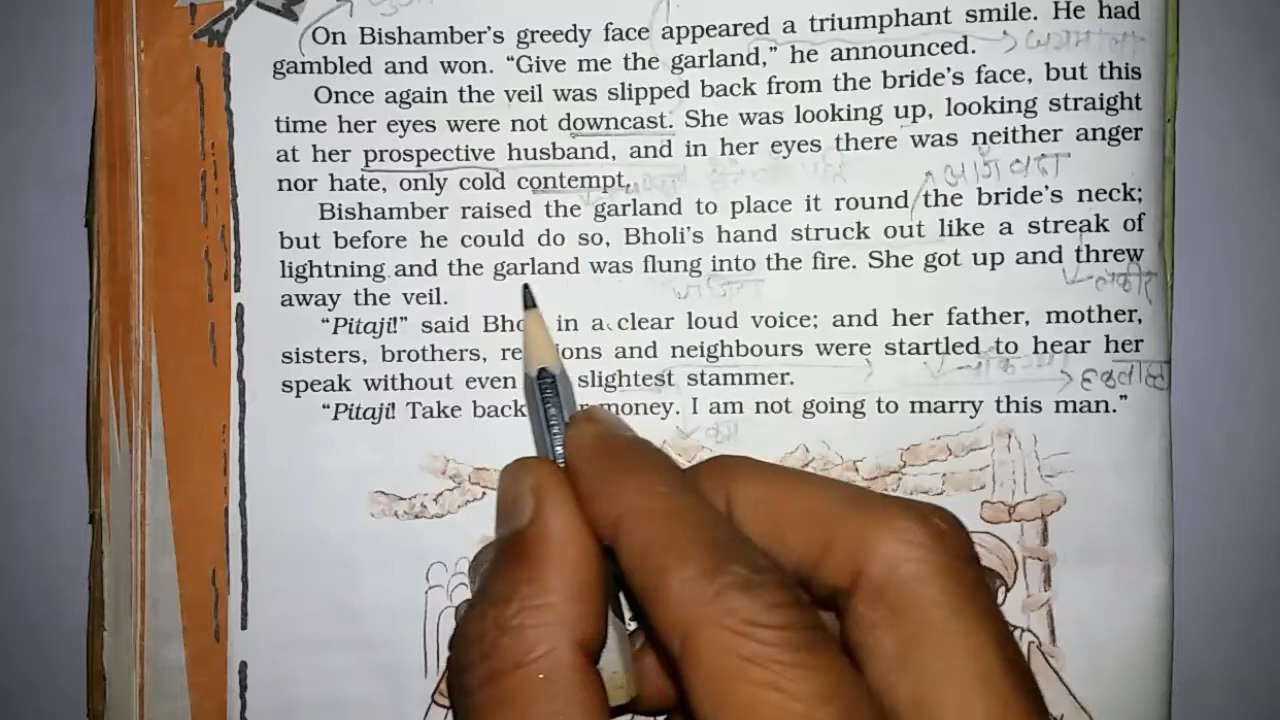 On Bishamber's greedy face appeared a triumphant smile. He had
gambled and won. “Give me the garland,” he announced.
Once again the veil was slipped back from the bride's face, but this
time her eyes were not downcast. She was looking up, looking straight
at her prospective husband, and in her eyes there was neither anger
nor hate, only cold contempt.
Bishamber raised the garland to place it round the bride's neck;
but before he could do so, Bholi's hand struck out like a streak of
lightning and the garland was flung into the fire. She got up and threw
away the veil.
“Pitaji!” said in a clear loud voice; and her father, mother,
sisters, brothers, and neighbours were startled to hear her
speak without even slightest stammer.
“Pitaji! Take back money. I am not going to marry this man.”